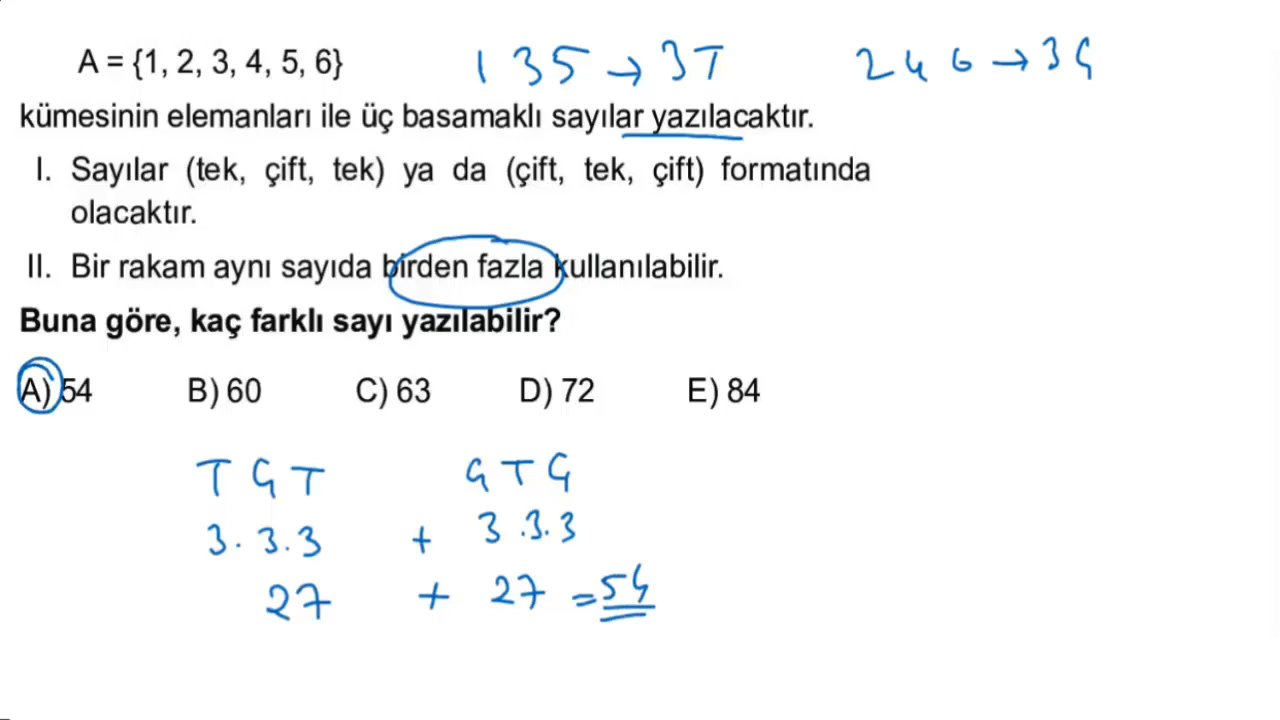 A = {1, 2, 3, 4, 5, 6} 1 3 5 → 3T 2 4 6 → 3Ç
kümesinin elemanları ile üç basamaklı sayılar yazılacaktır.
I. Sayılar (tek, çift, tek) ya da (çift, tek, çift) formatında
olacaktır.
II. Bir rakam aynı sayıda birden fazla kullanılabilir.
Buna göre, kaç farklı sayı yazılabilir?
A) 54 B) 60 C) 63 D) 72 E) 84
T Ç T Ç T Ç
3.3.3 + 3.3.3
27 + 27 = 54